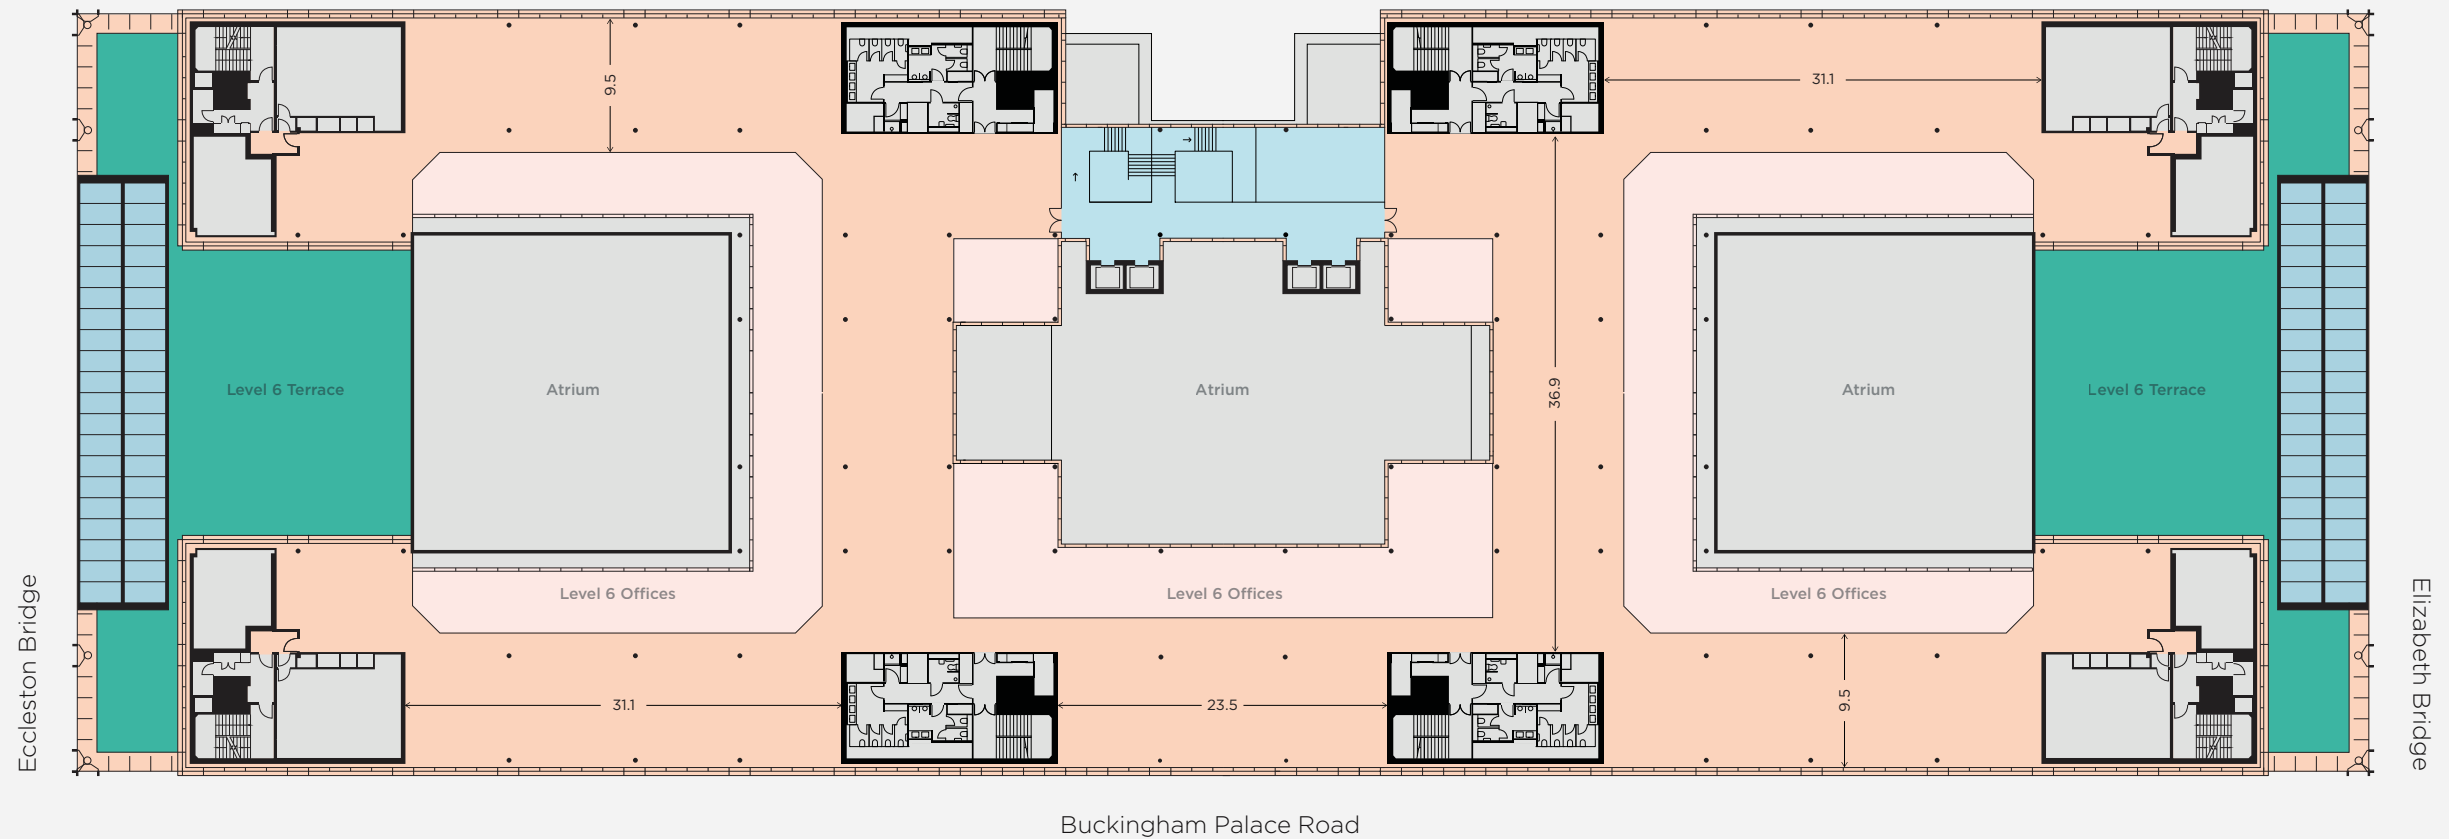 9.5
31.1
36.9
Level 6 Terrace
Atrium
Atrium
Atrium
Level 6 Terrace
Level 6 Offices
Level 6 Offices
Level 6 Offices
Eccleston Bridge
Elizabeth Bridge
31.1
23.5
9.5
Buckingham Palace Road